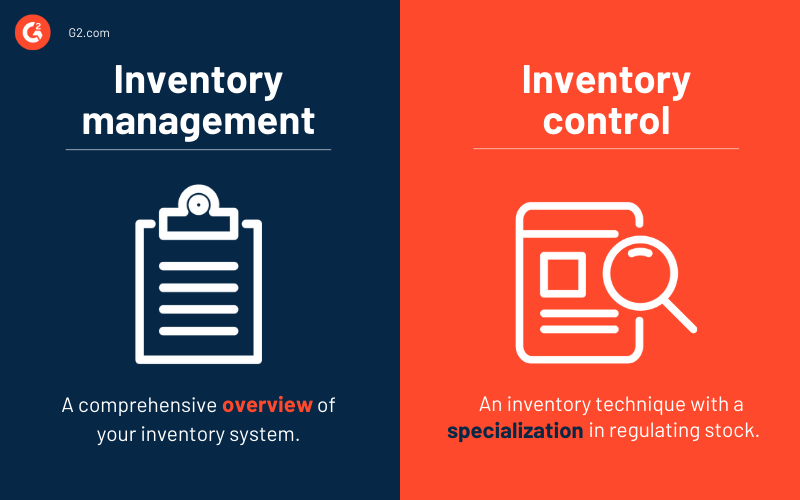 G2
G2.com
Inventory
management
A comprehensive overview of
your inventory system.
Inventory
control
An inventory technique with a
specialization in regulating stock.